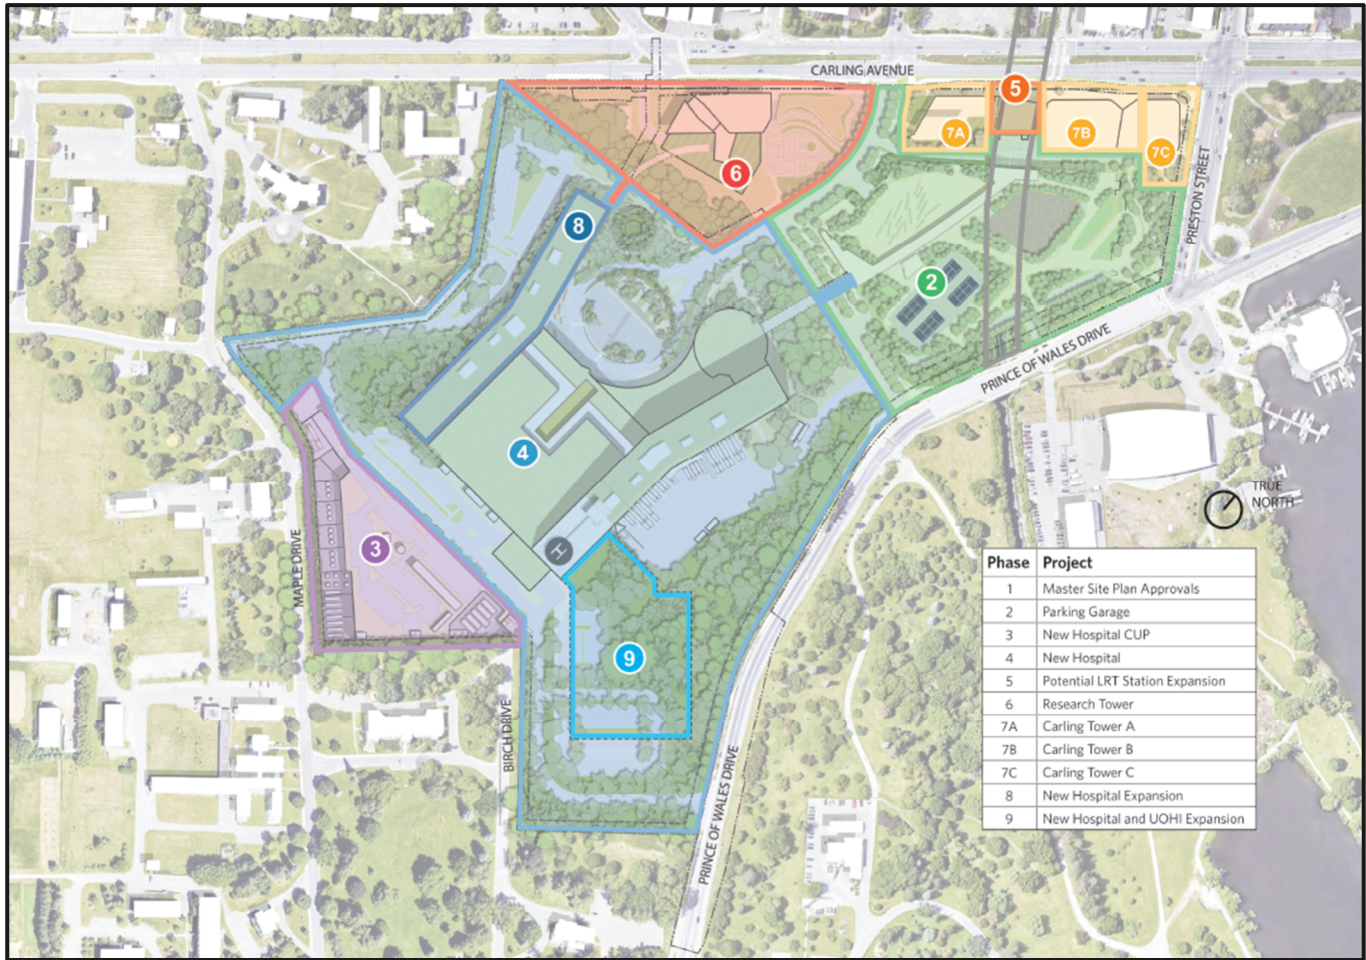 CARLING AVENUE
5
7A
7B
7C
6
PRESTON STREET
8
2
PRINCE OF WALES DRIVE
4
TRUE
NORTH
H
3
MAPLE DRIVE
9
BIRCH DRIVE
PRINCE OF WALES DRIVE
Phase Project
1 Master Site Plan Approvals
2 Parking Garage
3 New Hospital CUP
4 New Hospital
5 Potential LRT Station Expansion
6 Research Tower
7A Carling Tower A
7B Carling Tower B
7C Carling Tower C
8 New Hospital Expansion
9 New Hospital and UOHI Expansion